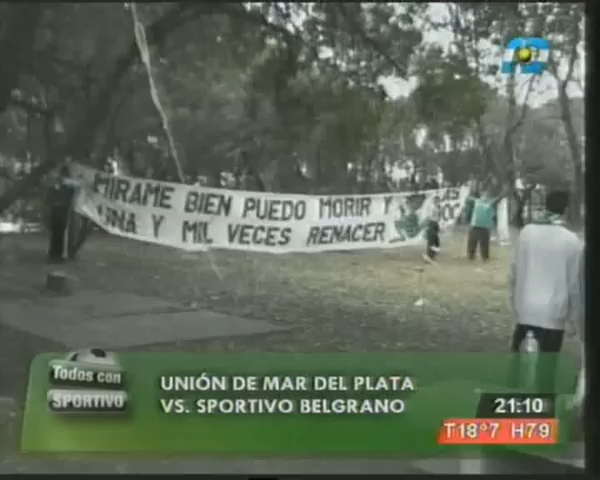 MIRAME BIEN PUEDO MORIR Y
UNA Y MIL VECES RENACER
Todos con
SPORTIVO
UNIÓN DE MAR DEL PLATA
VS. SPORTIVO BELGRANO
21:10
T18°7 H79